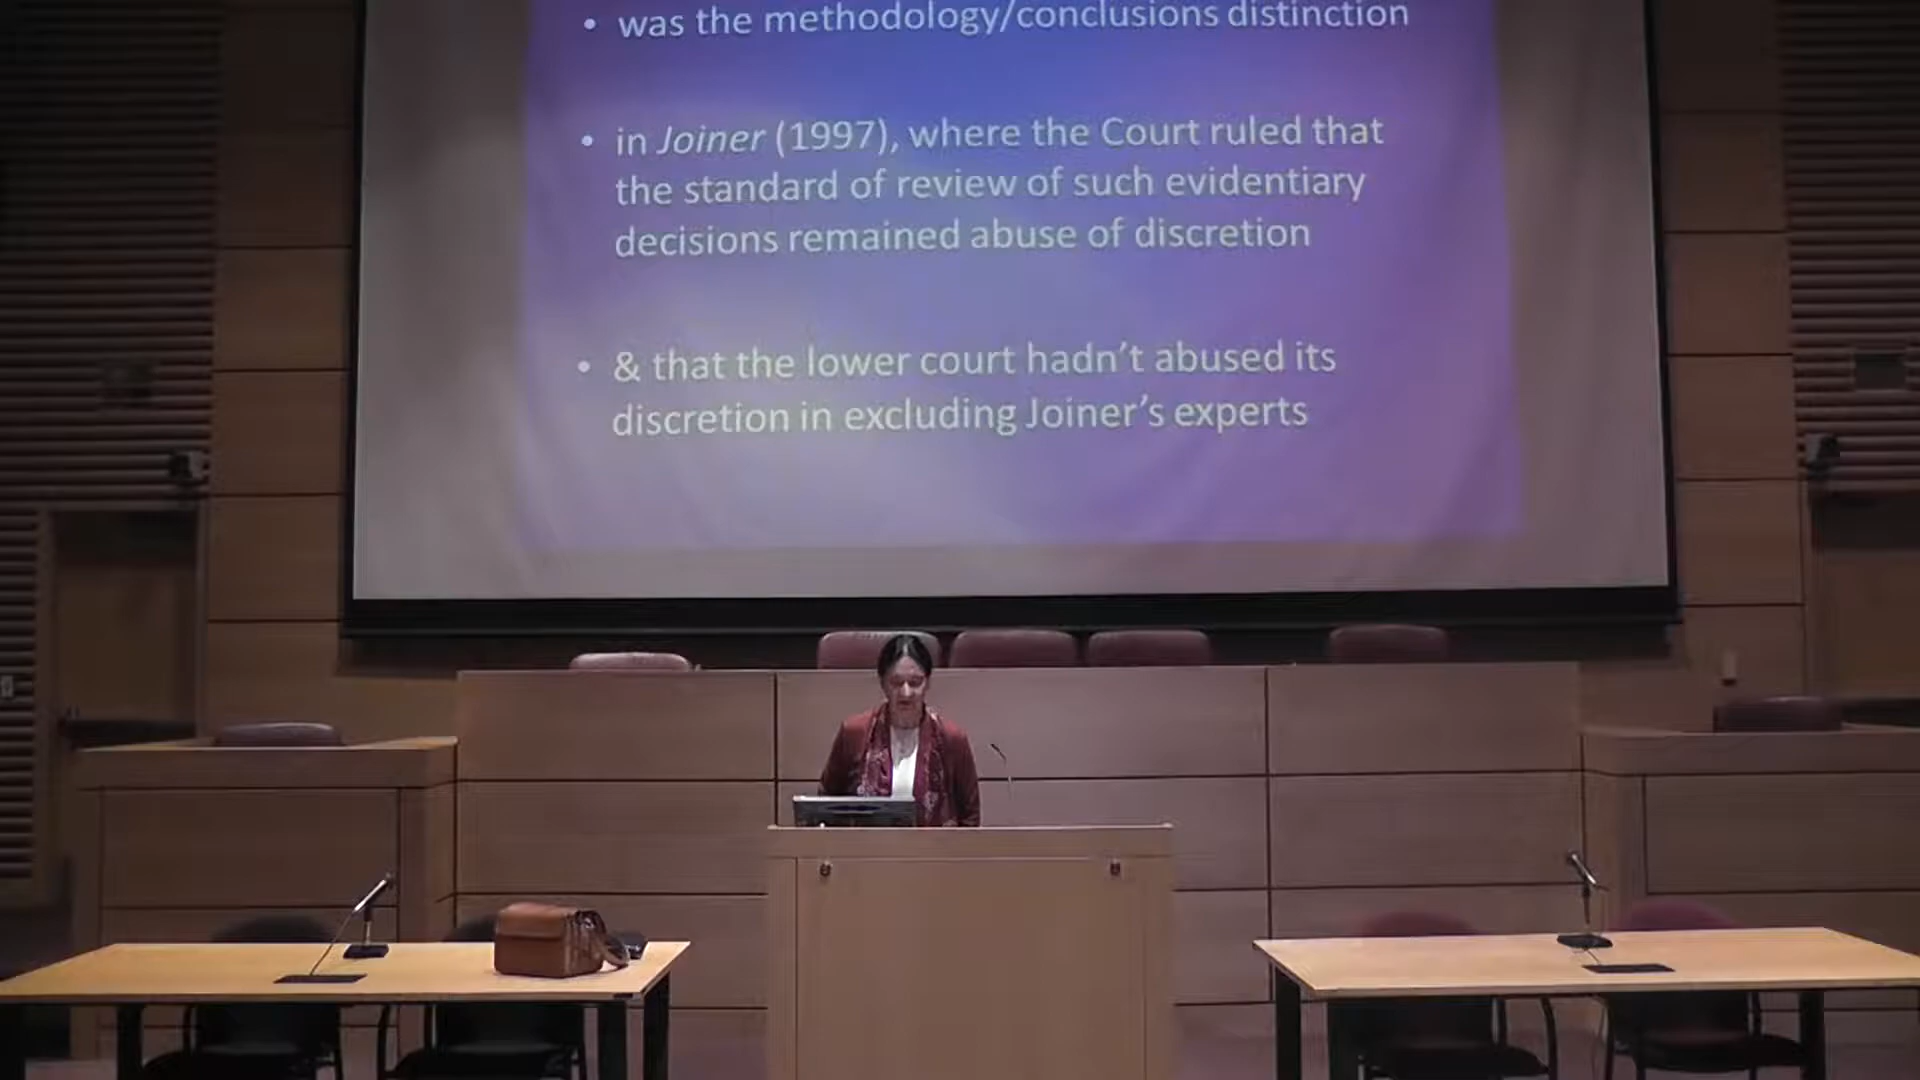 • was the methodology/conclusions distinction
• in Joiner (1997), where the Court ruled that
the standard of review of such evidentiary
decisions remained abuse of discretion
• & that the lower court hadn’t abused its
discretion in excluding Joiner’s experts